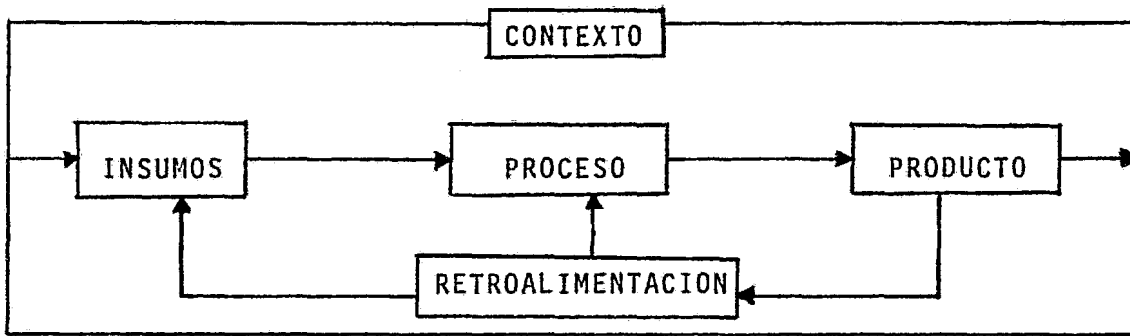 CONTEXTO
INSUMOS
PROCESO
PRODUCTO
RETROALIMENTACION